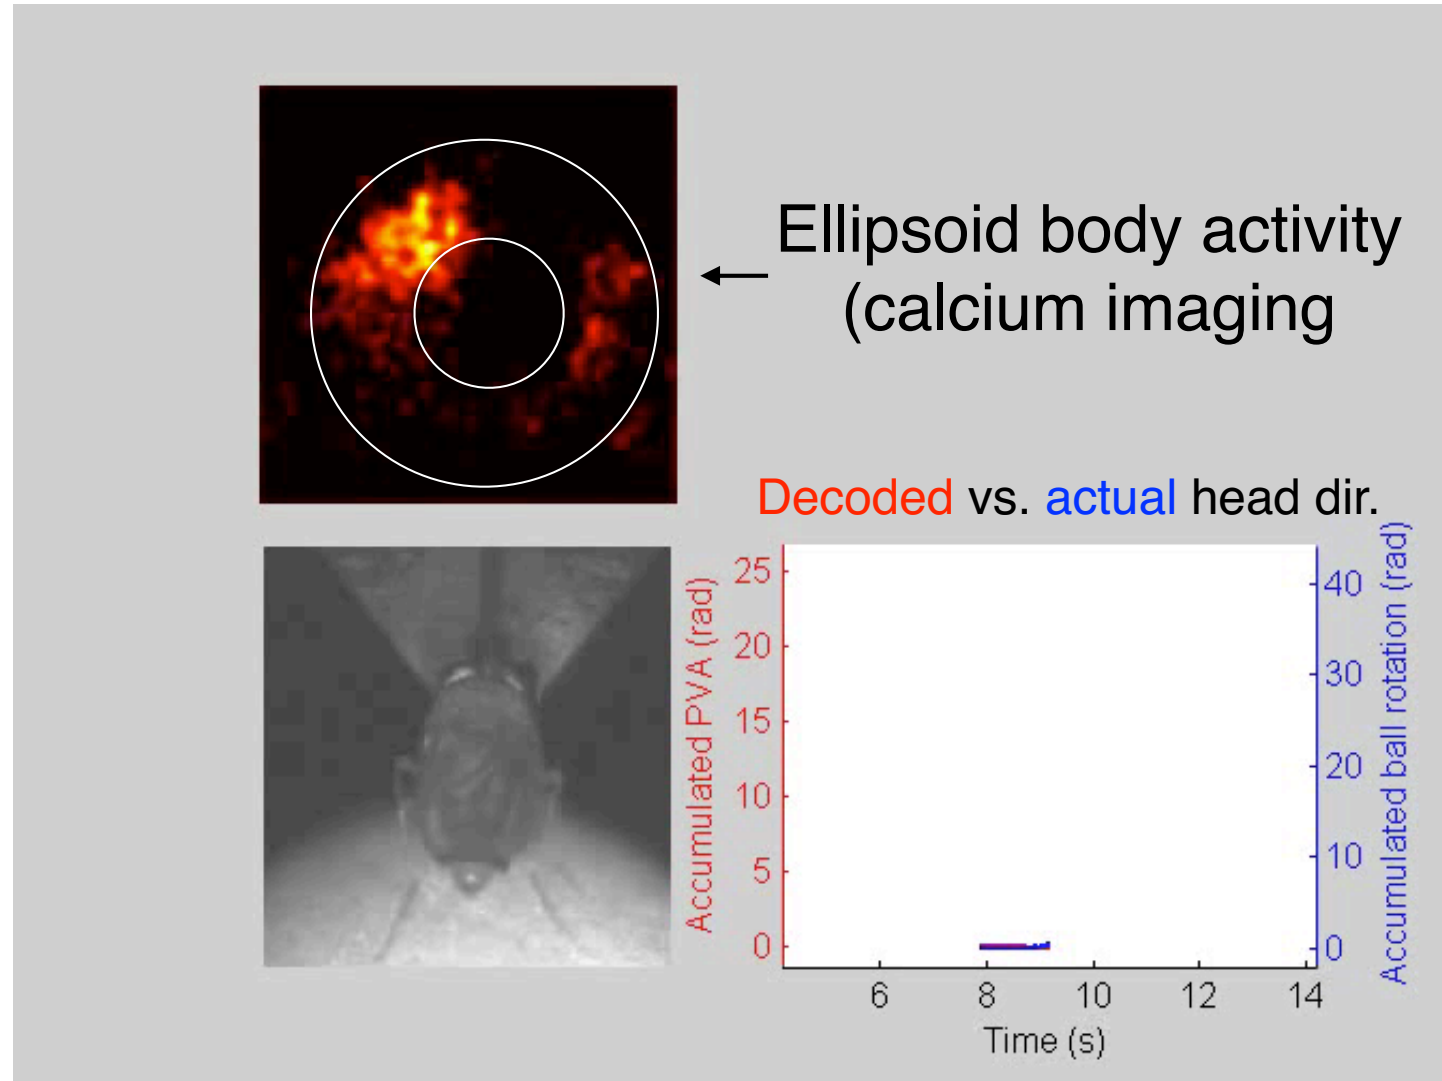 Ellipsoid body activity
(calcium imaging
Decoded vs. actual head dir.
Accumulated PVA (rad)
25
20
15
10
5
0
40
30
20
10
0
Accumulated ball rotation (rad)
6 8 10 12 14
Time (s)